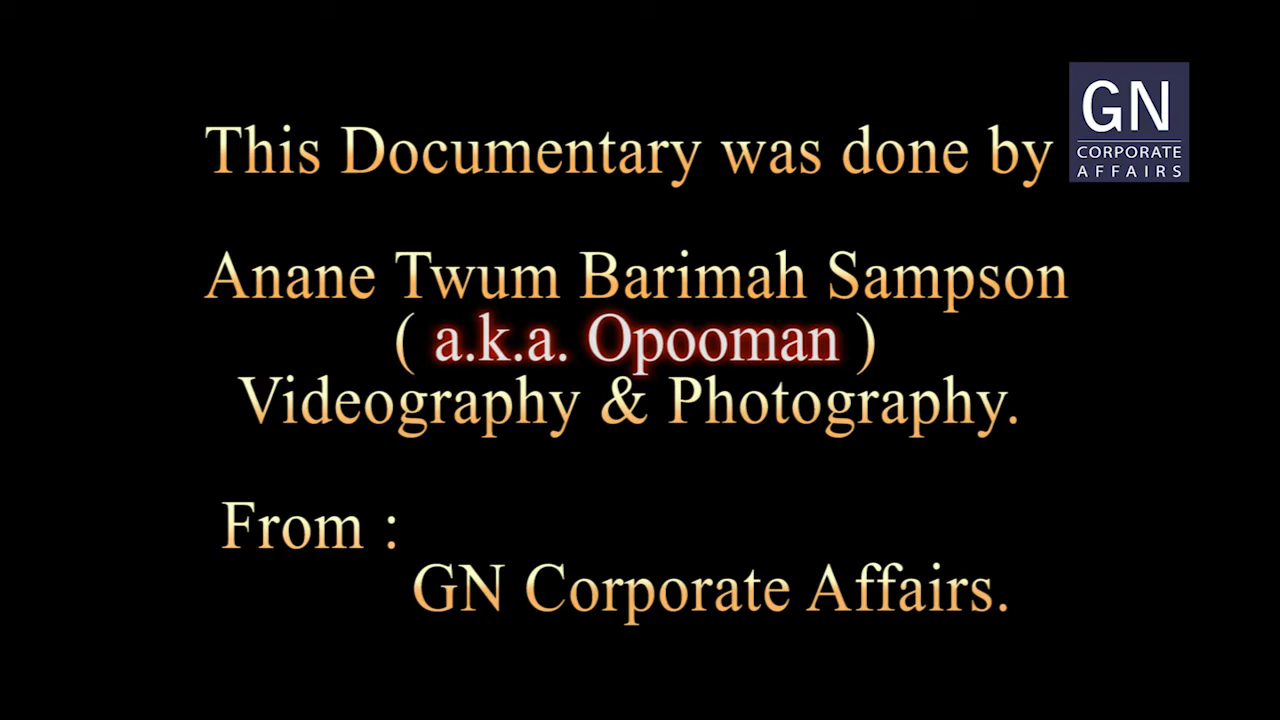 This Documentary was done by
GN
CORPORATE
AFFAIRS
Anane Twum Barimah Sampson
( a.k.a. Opooman )
Videography & Photography.
From :
GN Corporate Affairs.